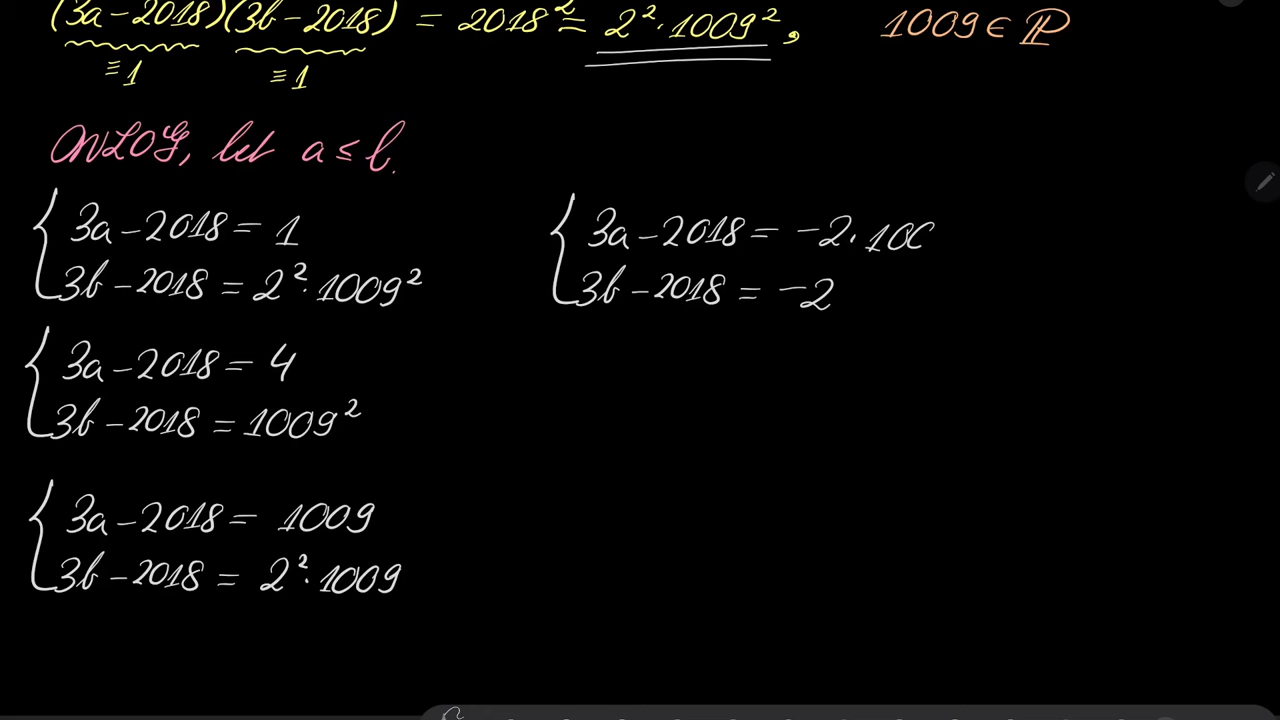 (3a-2018)(3b-2018) = 2018² = 2²·1009², 1009 ∈ ℙ
≡1 ≡1
WLOG, let a ≤ b.
3a-2018 = 1
3b-2018 = 2²·1009²
3a-2018 = 4
3b-2018 = 1009²
3a-2018 = 1009
3b-2018 = 2²·1009
3a-2018 = -2·100
3b-2018 = -2